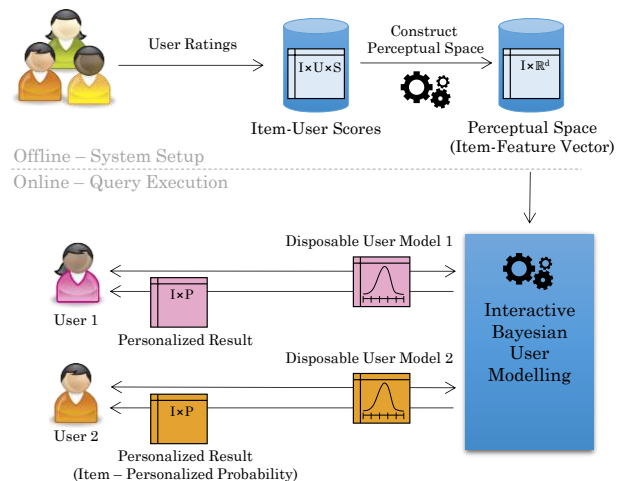 User Ratings
Construct
Perceptual Space
I×U×S
I×ℝᵈ
Item-User Scores
Perceptual Space
(Item-Feature Vector)
Offline – System Setup
Online – Query Execution
Disposable User Model 1
I×P
User 1
Personalized Result
Interactive
Bayesian
User
Modelling
Disposable User Model 2
I×P
User 2
Personalized Result
(Item – Personalized Probability)